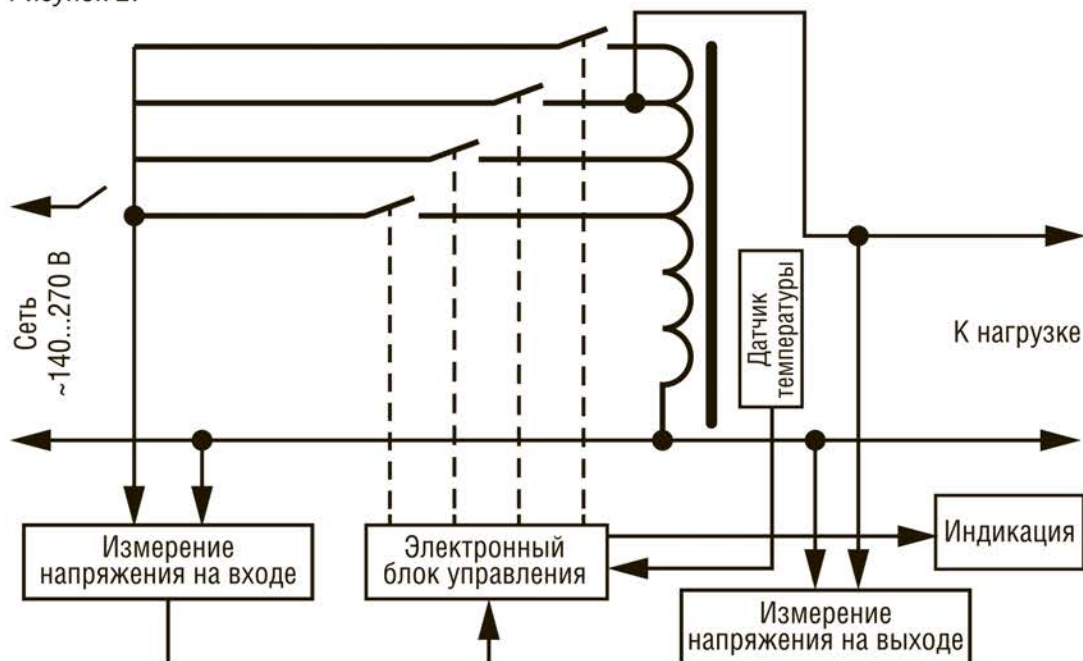 Рисунок 2.
Сеть
~140...270 В
Датчик
температуры
К нагрузке
Измерение
напряжения на входе
Электронный
блок управления
Индикация
Измерение
напряжения на выходе